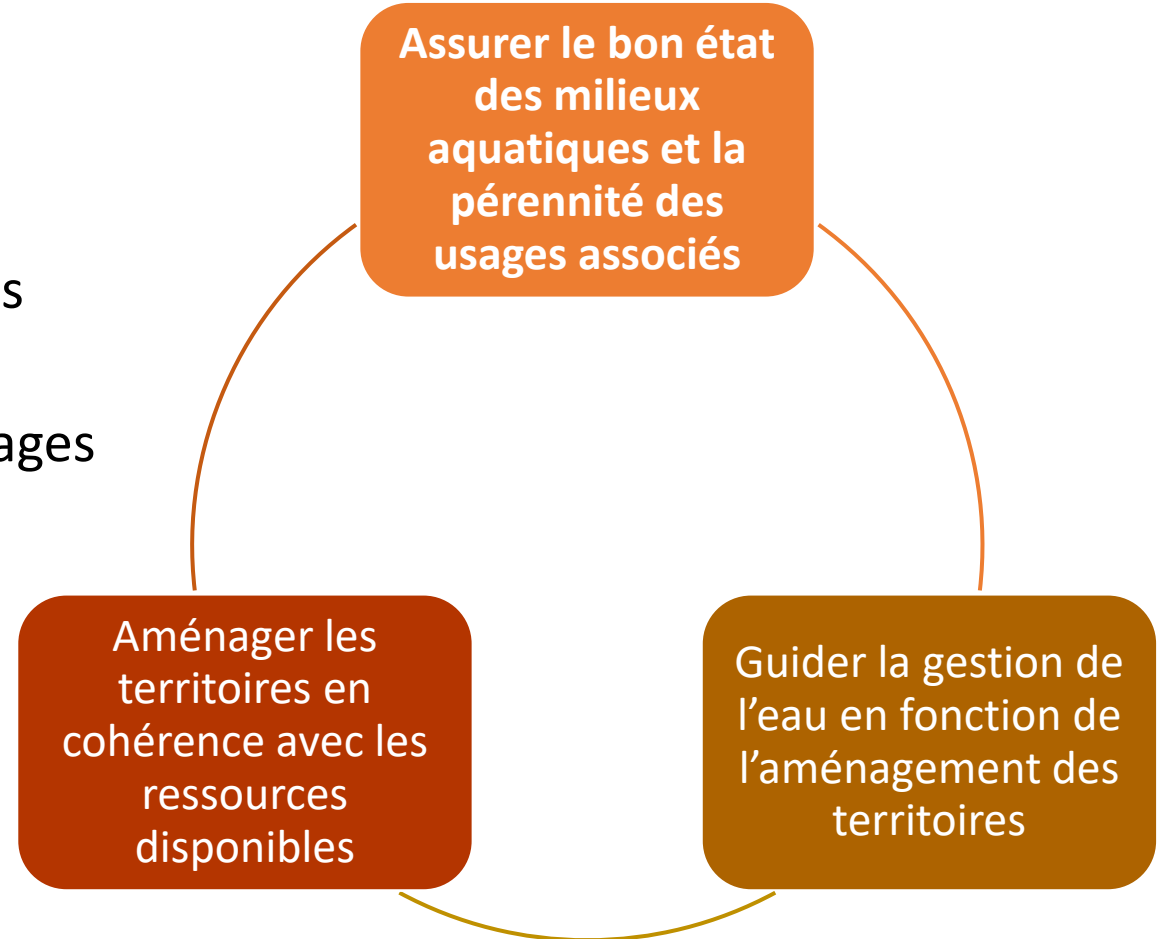 Assurer le bon état
des milieux
aquatiques et la
pérennité des
usages associés
Aménager les
territoires en
cohérence avec les
ressources
disponibles
Guider la gestion de
l’eau en fonction de
l’aménagement des
territoires